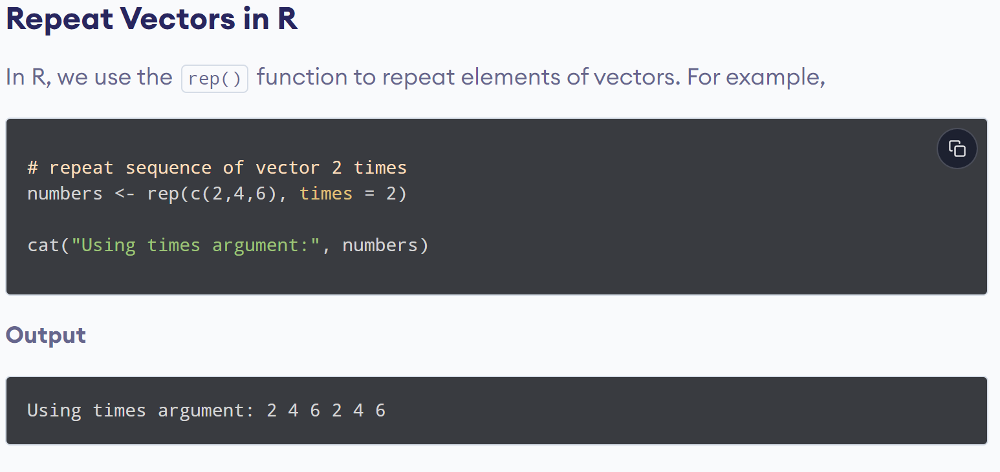 Repeat Vectors in R
In R, we use the rep() function to repeat elements of vectors. For example,
# repeat sequence of vector 2 times
numbers <- rep(c(2,4,6), times = 2)
cat("Using times argument:", numbers)
Output
Using times argument: 2 4 6 2 4 6